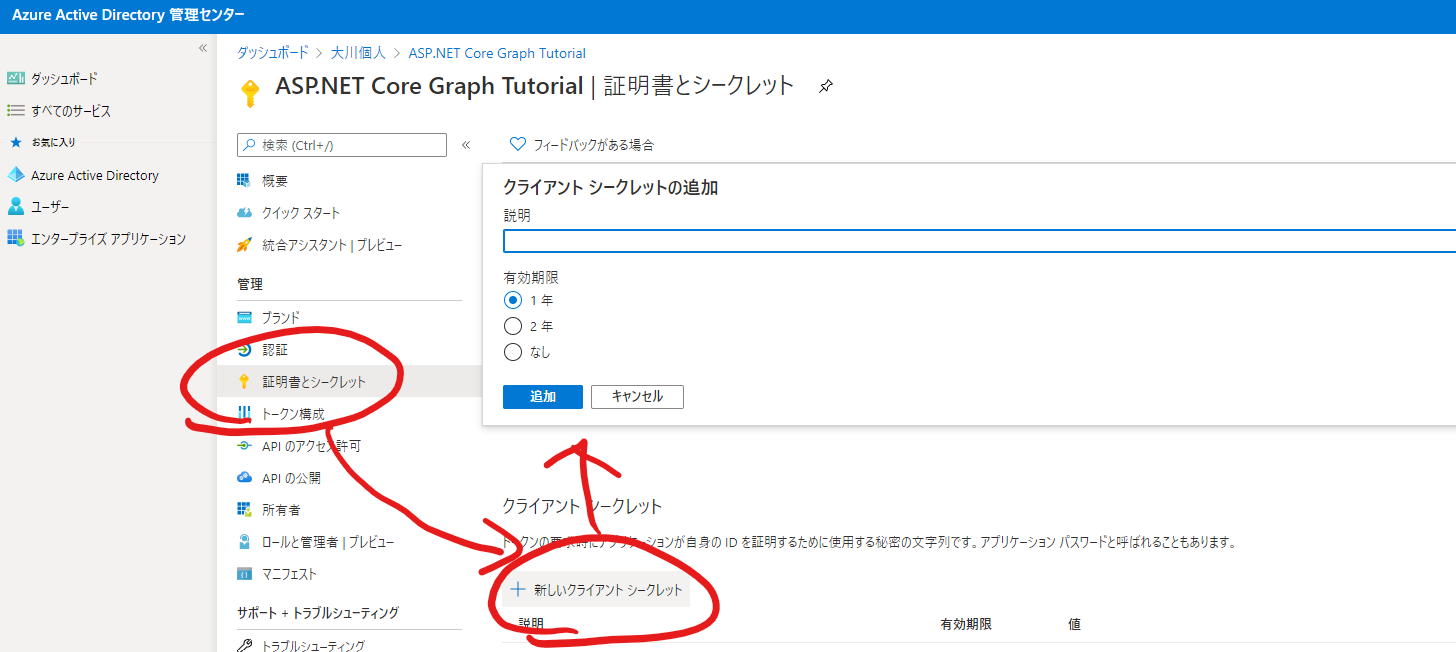 Azure Active Directory 管理センター
ダッシュボード
すべてのサービス
お気に入り
Azure Active Directory
ユーザー
エンタープライズ アプリケーション
ダッシュボード > 大川個人 > ASP.NET Core Graph Tutorial
ASP.NET Core Graph Tutorial | 証明書とシークレット
検索 (Ctrl+/)
概要
クイック スタート
統合アシスタント | プレビュー
管理
ブランド
認証
証明書とシークレット
トークン構成
API のアクセス許可
API の公開
所有者
ロールと管理者 | プレビュー
マニフェスト
サポート + トラブルシューティング
トラブルシューティング
フィードバックがある場合
クライアント シークレットの追加
説明
有効期限
1 年
2 年
なし
追加 キャンセル
クライアント シークレット
トークンの要求時にアプリケーションが自身の ID を証明するために使用する秘密の文字列です。アプリケーション パスワードと呼ばれることもあります。
新しいクライアント シークレット
説明 有効期限 値